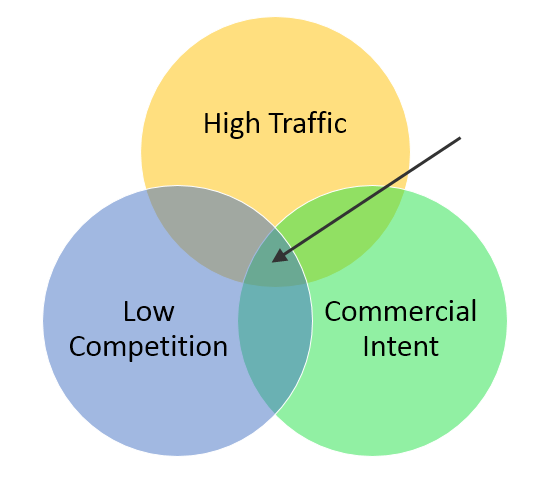 High Traffic
Low
Competition
Commercial
Intent